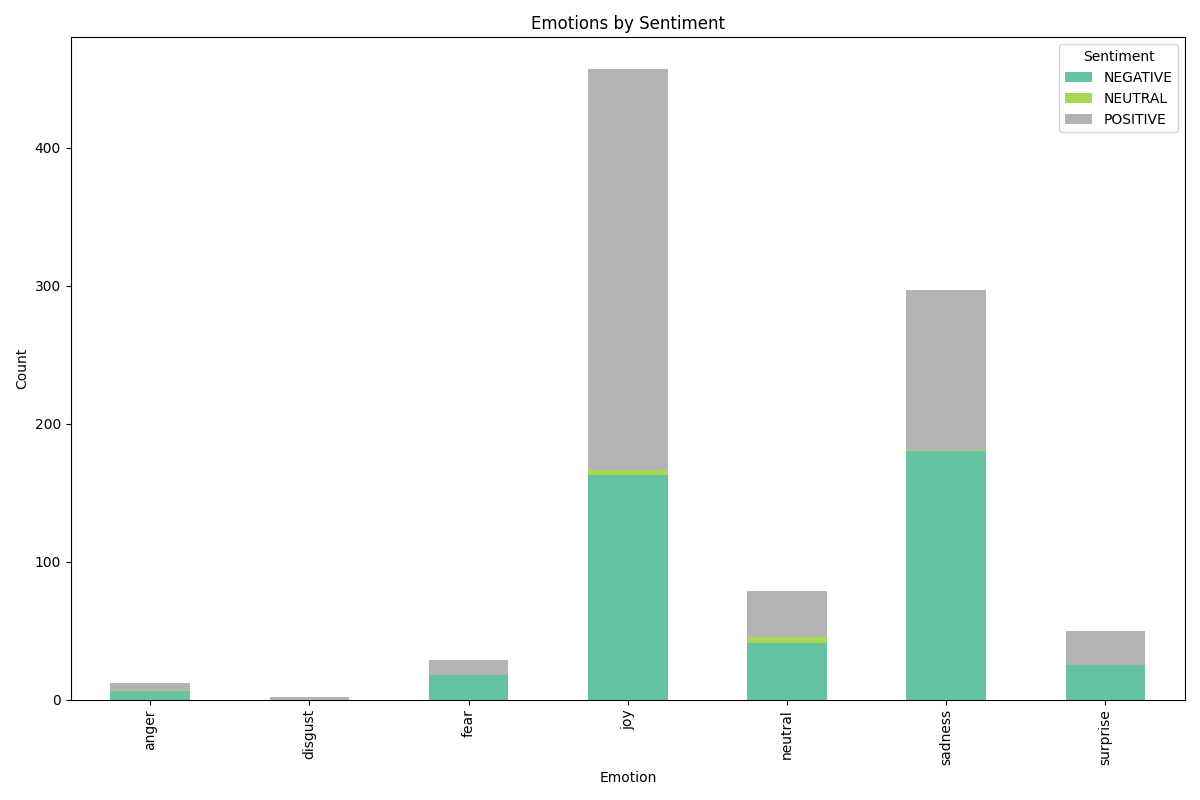 Emotions by Sentiment
Sentiment
NEGATIVE
NEUTRAL
POSITIVE
Count
400
300
200
100
0
anger
disgust
fear
joy
neutral
sadness
surprise
Emotion